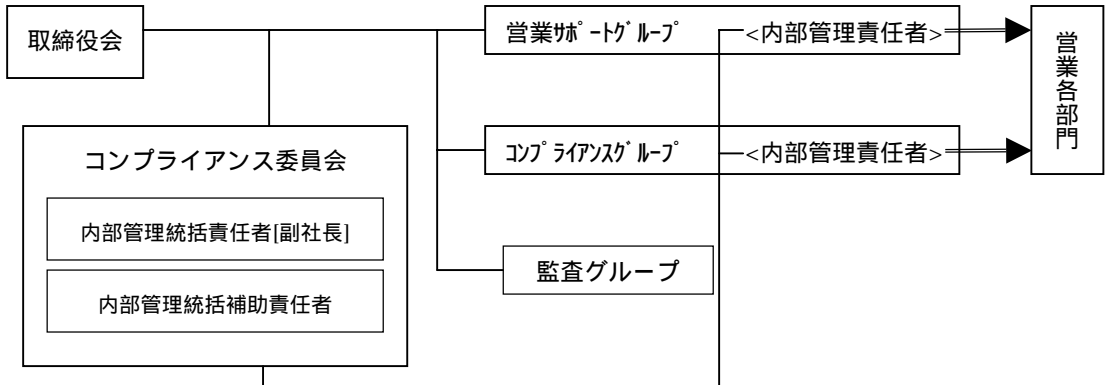 取締役会
営業ｻﾎﾟｰﾄｸﾞﾙｰﾌﾟ
<内部管理責任者>
営業各部門
コンプライアンス委員会
ｺﾝﾌﾟﾗｲｱﾝｽｸﾞﾙｰﾌﾟ
<内部管理責任者>
内部管理統括責任者[副社長]
監査グループ
内部管理統括補助責任者